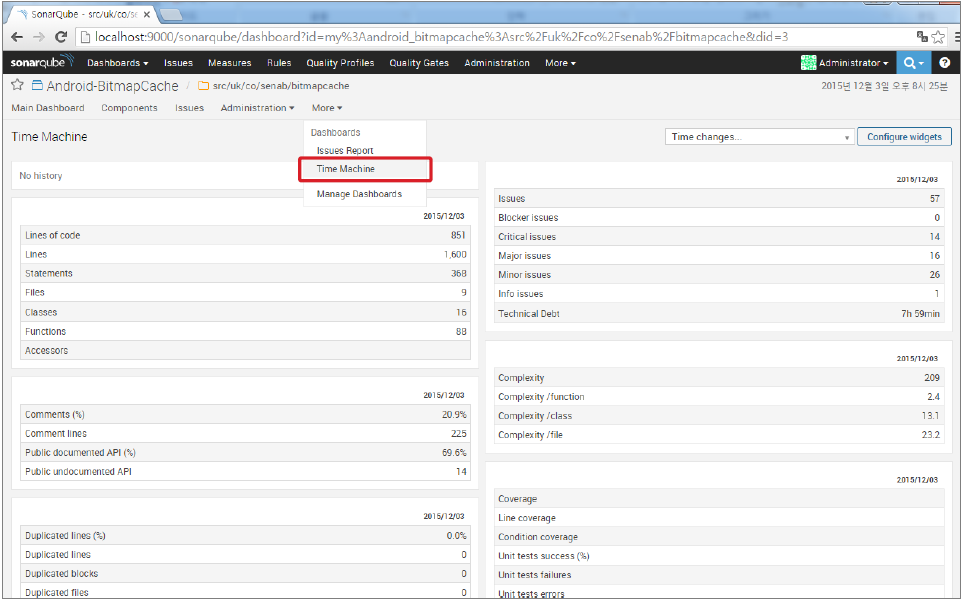 SonarQube - src/uk/co/se
localhost:9000/sonarqube/dashboard?id=my%3Aandroid_bitmapcache%3Asrc%2Fuk%2Fco%2Fsenab%2Fbitmapcache&did=3
sonarqube Dashboards Issues Measures Rules Quality Profiles Quality Gates Administration More Administrator
Android-BitmapCache / src/uk/co/senab/bitmapcache 2015년 12월 3일 오후 8시 25분
Main Dashboard Components Issues Administration More
Dashboards
Issues Report
Time Machine
Manage Dashboards
Time Machine Time changes... Configure widgets
No history
2015/12/03
Lines of code 851
Lines 1,600
Statements 368
Files 9
Classes 16
Functions 88
Accessors
2015/12/03
Comments (%) 20.9%
Comment lines 225
Public documented API (%) 69.6%
Public undocumented API 14
2015/12/03
Duplicated lines (%) 0.0%
Duplicated lines 0
Duplicated blocks 0
Duplicated files 0
2015/12/03
Issues 57
Blocker issues 0
Critical issues 14
Major issues 16
Minor issues 26
Info issues 1
Technical Debt 7h 59min
2015/12/03
Complexity 209
Complexity /function 2.4
Complexity /class 13.1
Complexity /file 23.2
2015/12/03
Coverage
Line coverage
Condition coverage
Unit tests success (%)
Unit tests failures
Unit tests errors